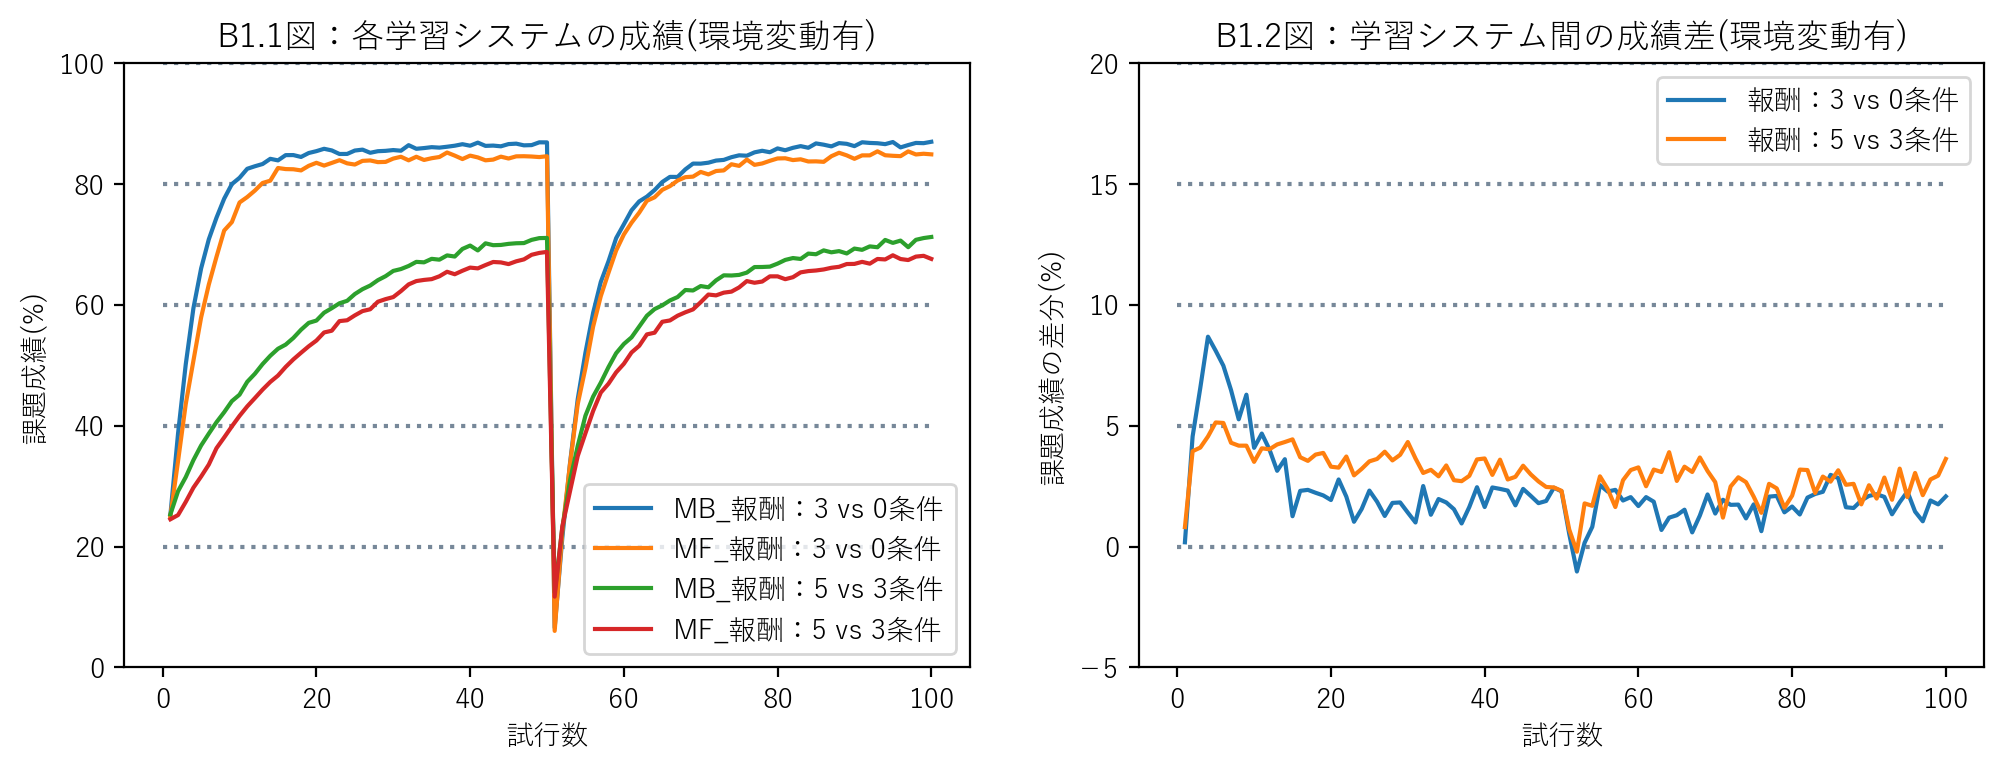 B1.1図：各学習システムの成績(環境変動有)
100
80
60
40
20
0
課題成績(%)
MB_報酬：3 vs 0条件
MF_報酬：3 vs 0条件
MB_報酬：5 vs 3条件
MF_報酬：5 vs 3条件
0 20 40 60 80 100
試行数
B1.2図：学習システム間の成績差(環境変動有)
20
15
10
5
0
−5
課題成績の差分(%)
報酬：3 vs 0条件
報酬：5 vs 3条件
0 20 40 60 80 100
試行数